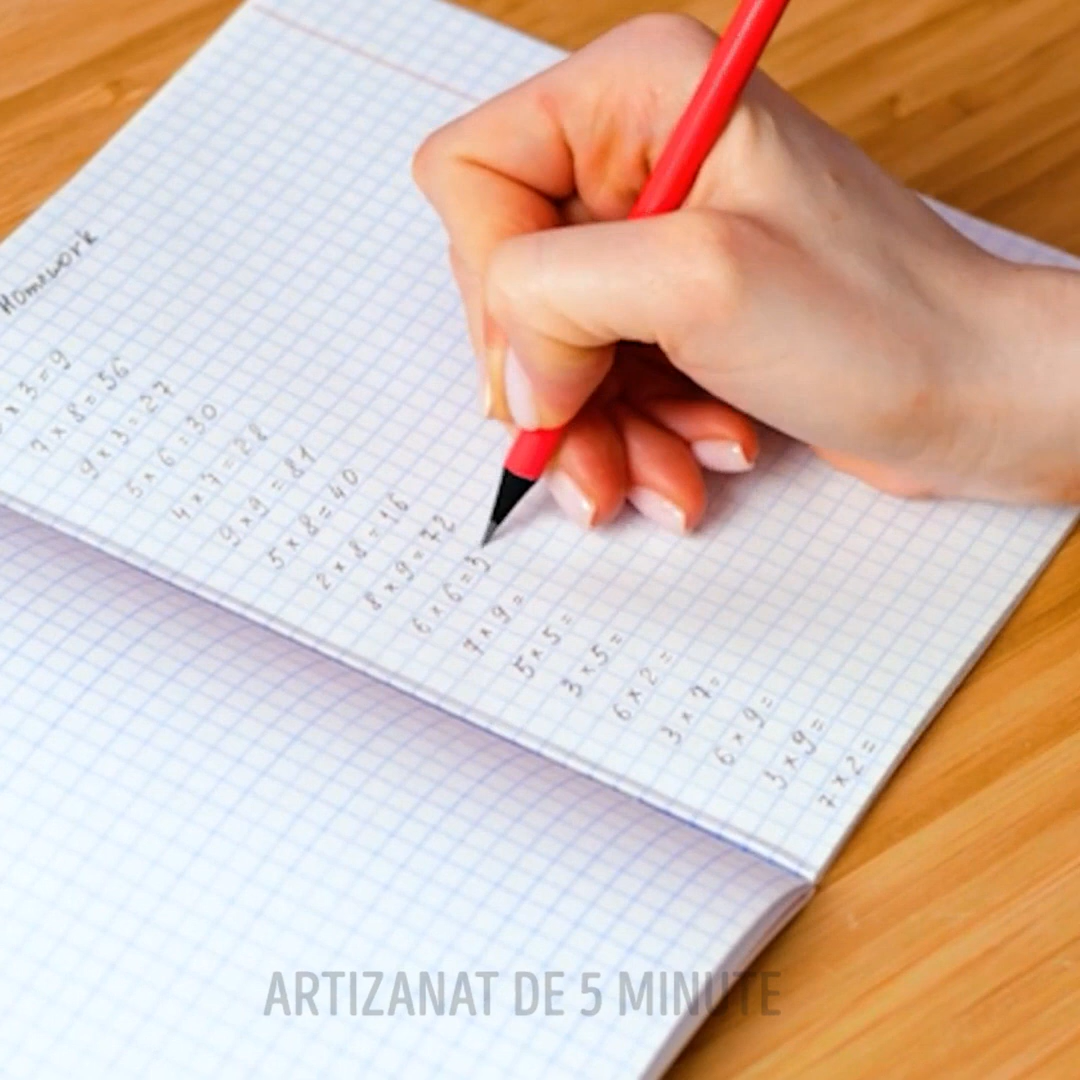 Homework
x 3 = 9
7 x 8 = 56
9 x 3 = 27
5 x 6 = 30
4 x 7 = 28
9 x 9 = 81
5 x 8 = 40
2 x 8 = 16
8 x 9 = 72
6 x 6 = 3
7 x 9 =
5 x 5 =
3 x 5 =
6 x 2 =
3 x 7 =
6 x 9 =
5 x 9 =
7 x 2 =
ARTIZANAT DE 5 MINUTE